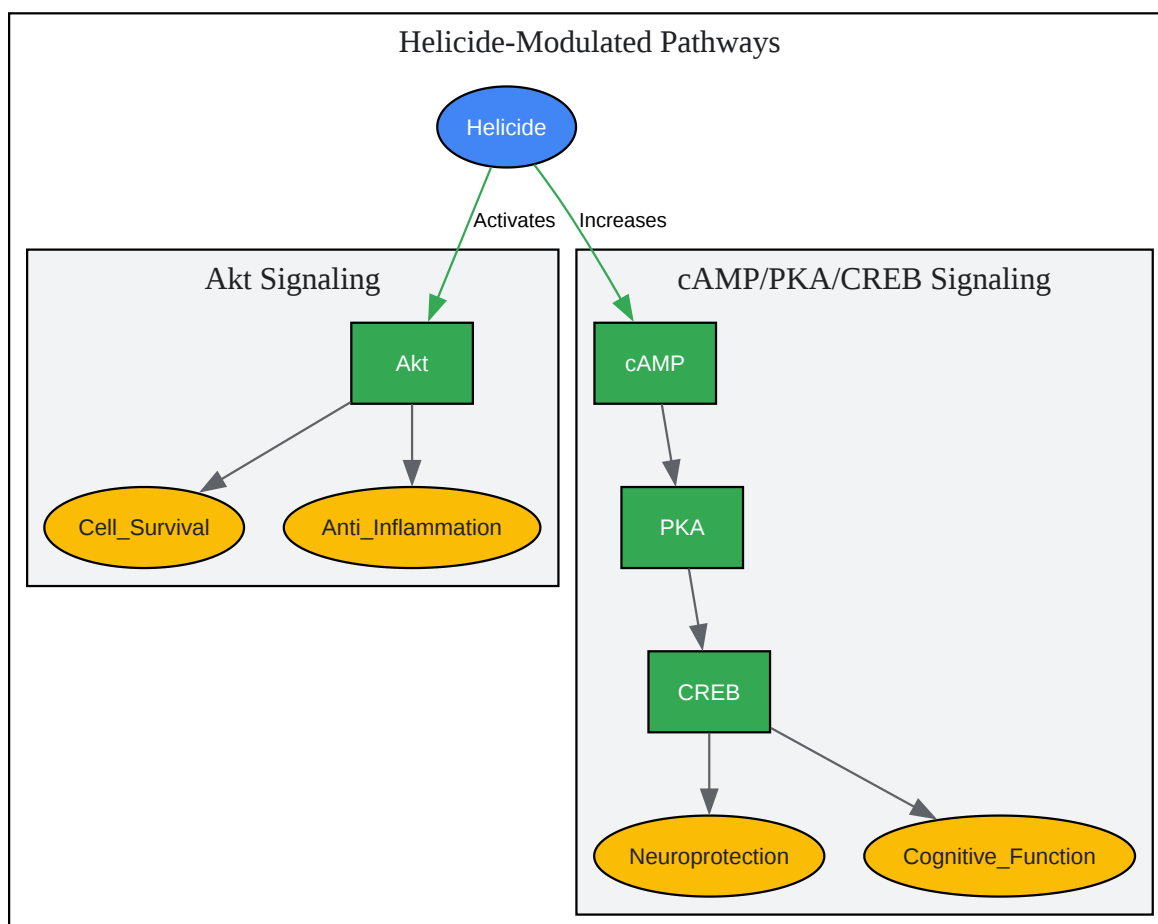 Helicide-Modulated Pathways
Helicide
Activates
Increases
Akt Signaling
cAMP/PKA/CREB Signaling
Akt
cAMP
Cell_Survival
Anti_Inflammation
PKA
CREB
Neuroprotection
Cognitive_Function